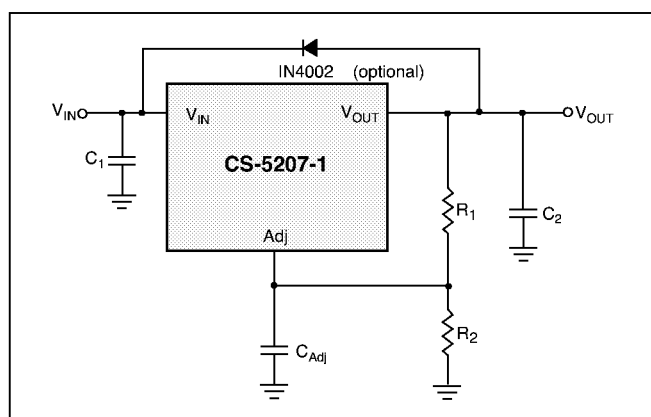 IN4002 (optional)
VIN
VIN
VOUT
VOUT
C1
CS-5207-1
R1
C2
Adj
R2
CAdj